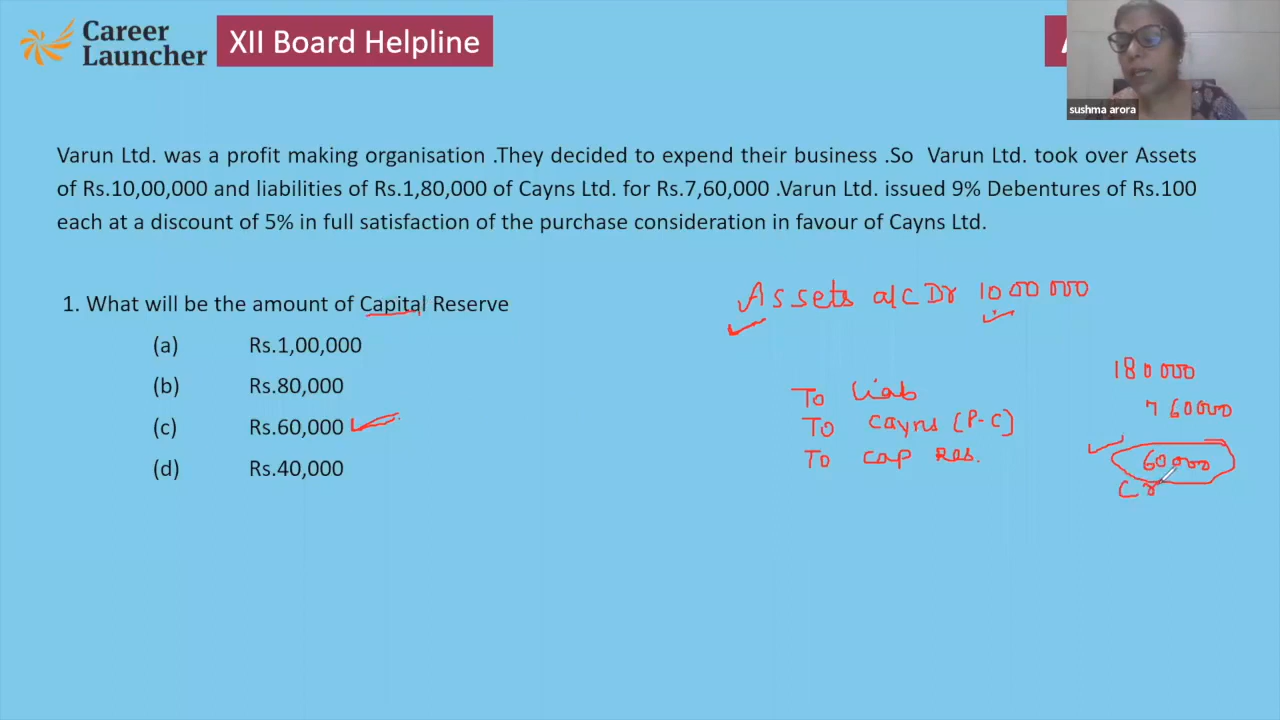 Career
Launcher
XII Board Helpline
A
sushma arora
Varun Ltd. was a profit making organisation .They decided to expend their business .So Varun Ltd. took over Assets
of Rs.10,00,000 and liabilities of Rs.1,80,000 of Cayns Ltd. for Rs.7,60,000 .Varun Ltd. issued 9% Debentures of Rs.100
each at a discount of 5% in full satisfaction of the purchase consideration in favour of Cayns Ltd.
1. What will be the amount of Capital Reserve
(a) Rs.1,00,000
(b) Rs.80,000
(c) Rs.60,000
(d) Rs.40,000
Assets a/c Dr 1000000
To Liab 180000
To Cayns (P-C) 760000
To Cap Res. 60000
Cr